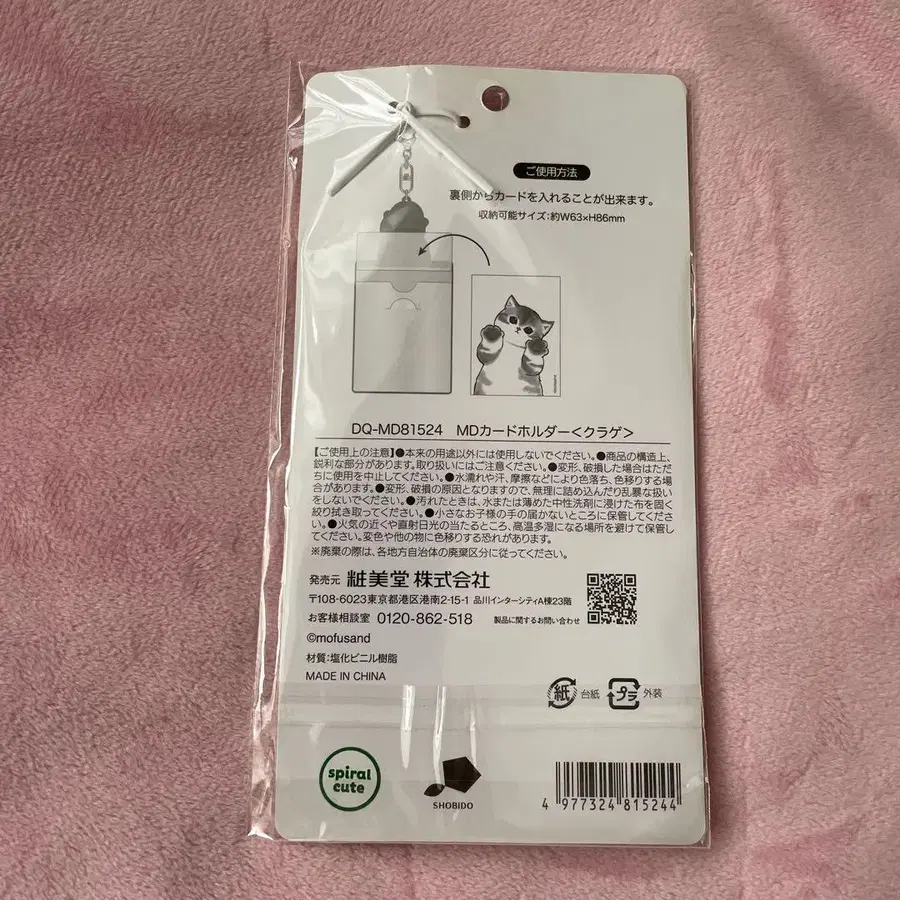 ご使用方法
裏側からカードを入れることが出来ます。
収納可能サイズ:約W63×H86mm
DQ-MD81524 MDカードホルダー<クラゲ>
【ご使用上の注意】●本来の用途以外には使用しないでください。●商品の構造上、
鋭利な部分があります。取り扱いにはご注意ください。●変形、破損した場合はただ
ちに使用を中止してください。●水濡れや汗、摩擦などにより色落ち、色移りする場
合があります。●変形、破損の原因となりますので、無理に詰め込んだり乱暴な扱い
をしないでください。●汚れたときは、水または薄めた中性洗剤に浸けた布を固く
絞り拭き取ってください。●小さなお子様の手の届かないところに保管してくださ
い。●火気の近くや直射日光の当たるところ、高温多湿になる場所を避けて保管して
ください。変色や他の物に色移りする恐れがあります。
※廃棄の際は、各地方自治体の廃棄区分に従ってください。
発売元 粧美堂 株式会社
〒108-6023東京都港区港南2-15-1 品川インターシティA棟23階
お客様相談室 0120-862-518 製品に関するお問い合わせ
©mofusand
材質:塩化ビニル樹脂
MADE IN CHINA
紙 台紙 プラ 外装
spiral
cute
SHOBIDO
4 977324 815244